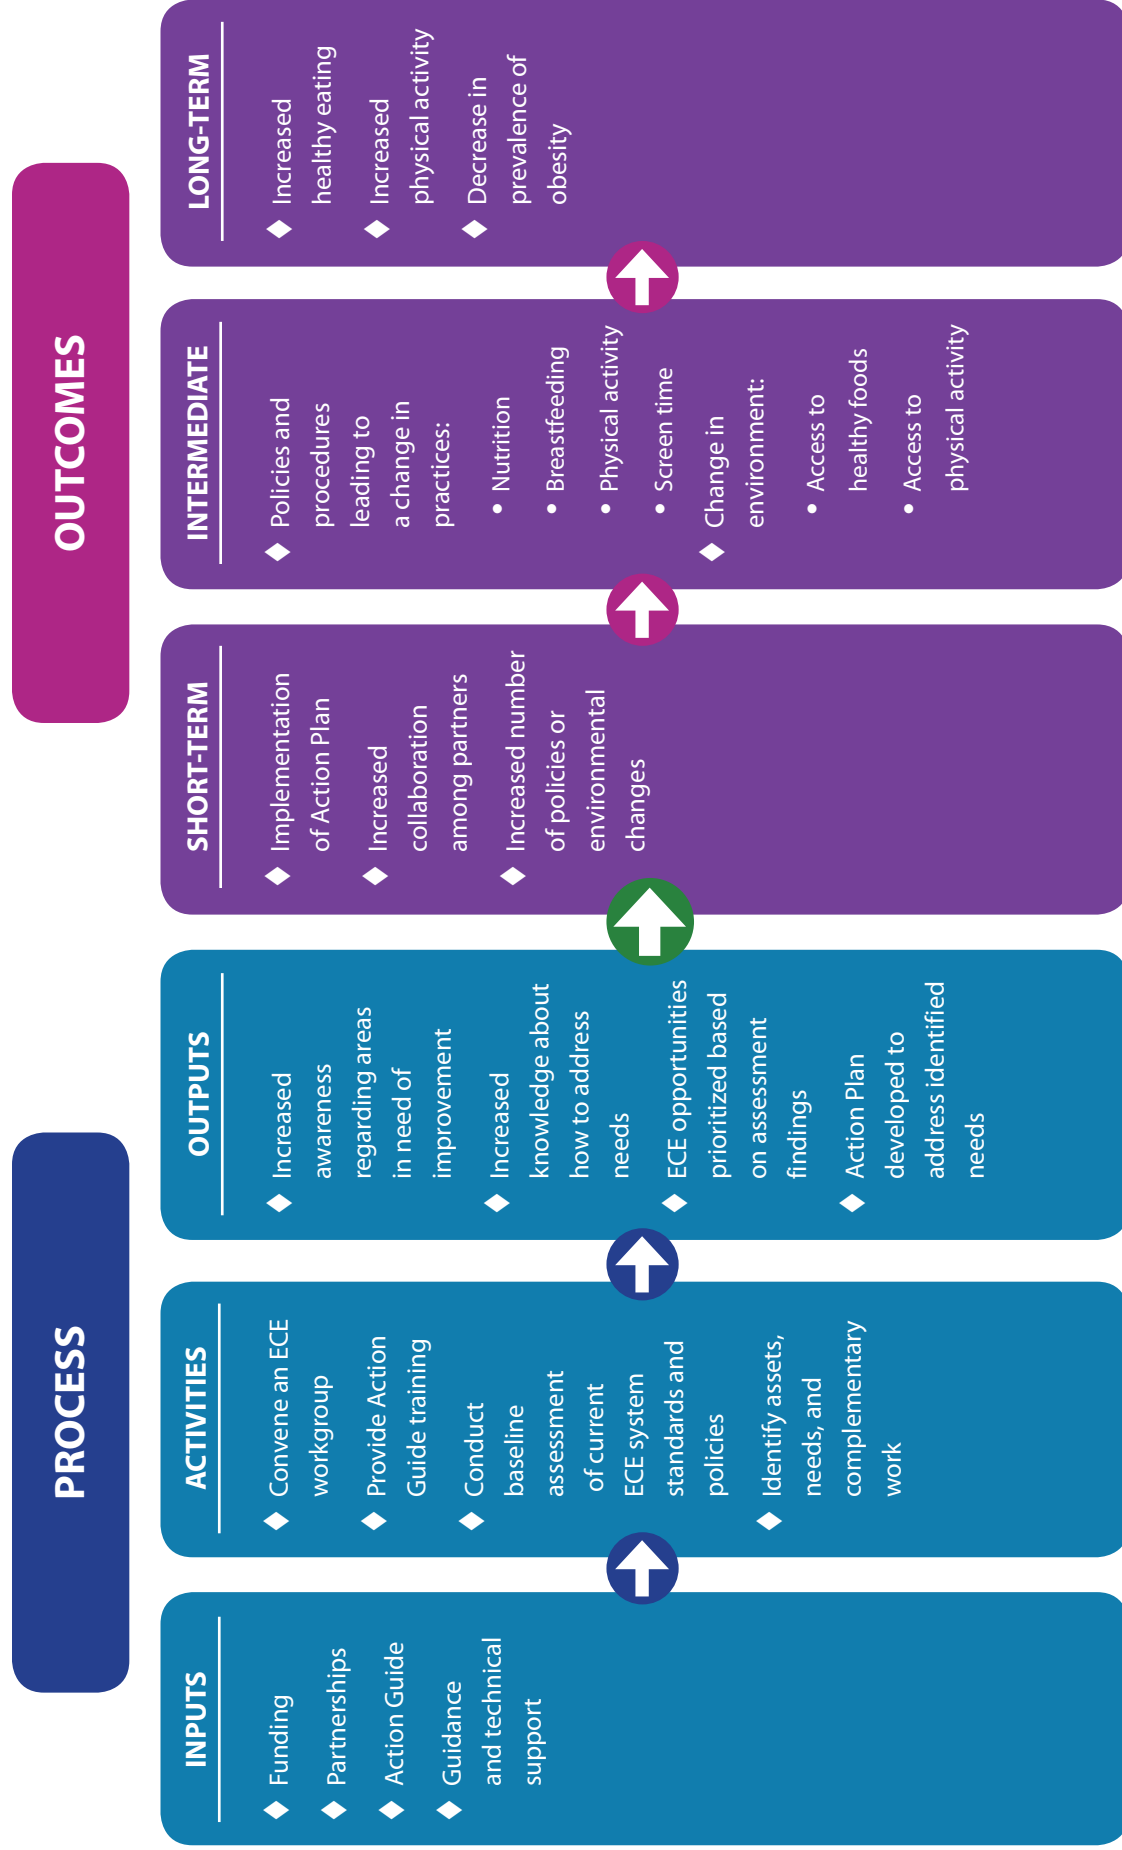 PROCESS
INPUTS
Funding
Partnerships
Action Guide
Guidance
and technical
support
ACTIVITIES
Convene an ECE
workgroup
Provide Action
Guide training
Conduct
baseline
assessment
of current
ECE system
standards and
policies
Identify assets,
needs, and
complementary
work
OUTPUTS
Increased
awareness
regarding areas
in need of
improvement
Increased
knowledge about
how to address
needs
ECE opportunities
prioritized based
on assessment
findings
Action Plan
developed to
address identified
needs
OUTCOMES
SHORT-TERM
Implementation
of Action Plan
Increased
collaboration
among partners
Increased number
of policies or
environmental
changes
INTERMEDIATE
Policies and
procedures
leading to
a change in
practices:
• Nutrition
• Breastfeeding
• Physical activity
• Screen time
Change in
environment:
• Access to
healthy foods
• Access to
physical activity
LONG-TERM
Increased
healthy eating
Increased
physical activity
Decrease in
prevalence of
obesity